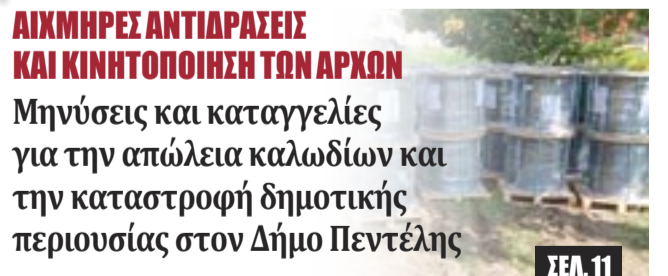 ΑΙΧΜΗΡΕΣ ΑΝΤΙΔΡΑΣΕΙΣ
ΚΑΙ ΚΙΝΗΤΟΠΟΙΗΣΗ ΤΩΝ ΑΡΧΩΝ
Μηνύσεις και καταγγελίες
για την απώλεια καλωδίων και
την καταστροφή δημοτικής
περιουσίας στον Δήμο Πεντέλης
ΣΕΛ. 11